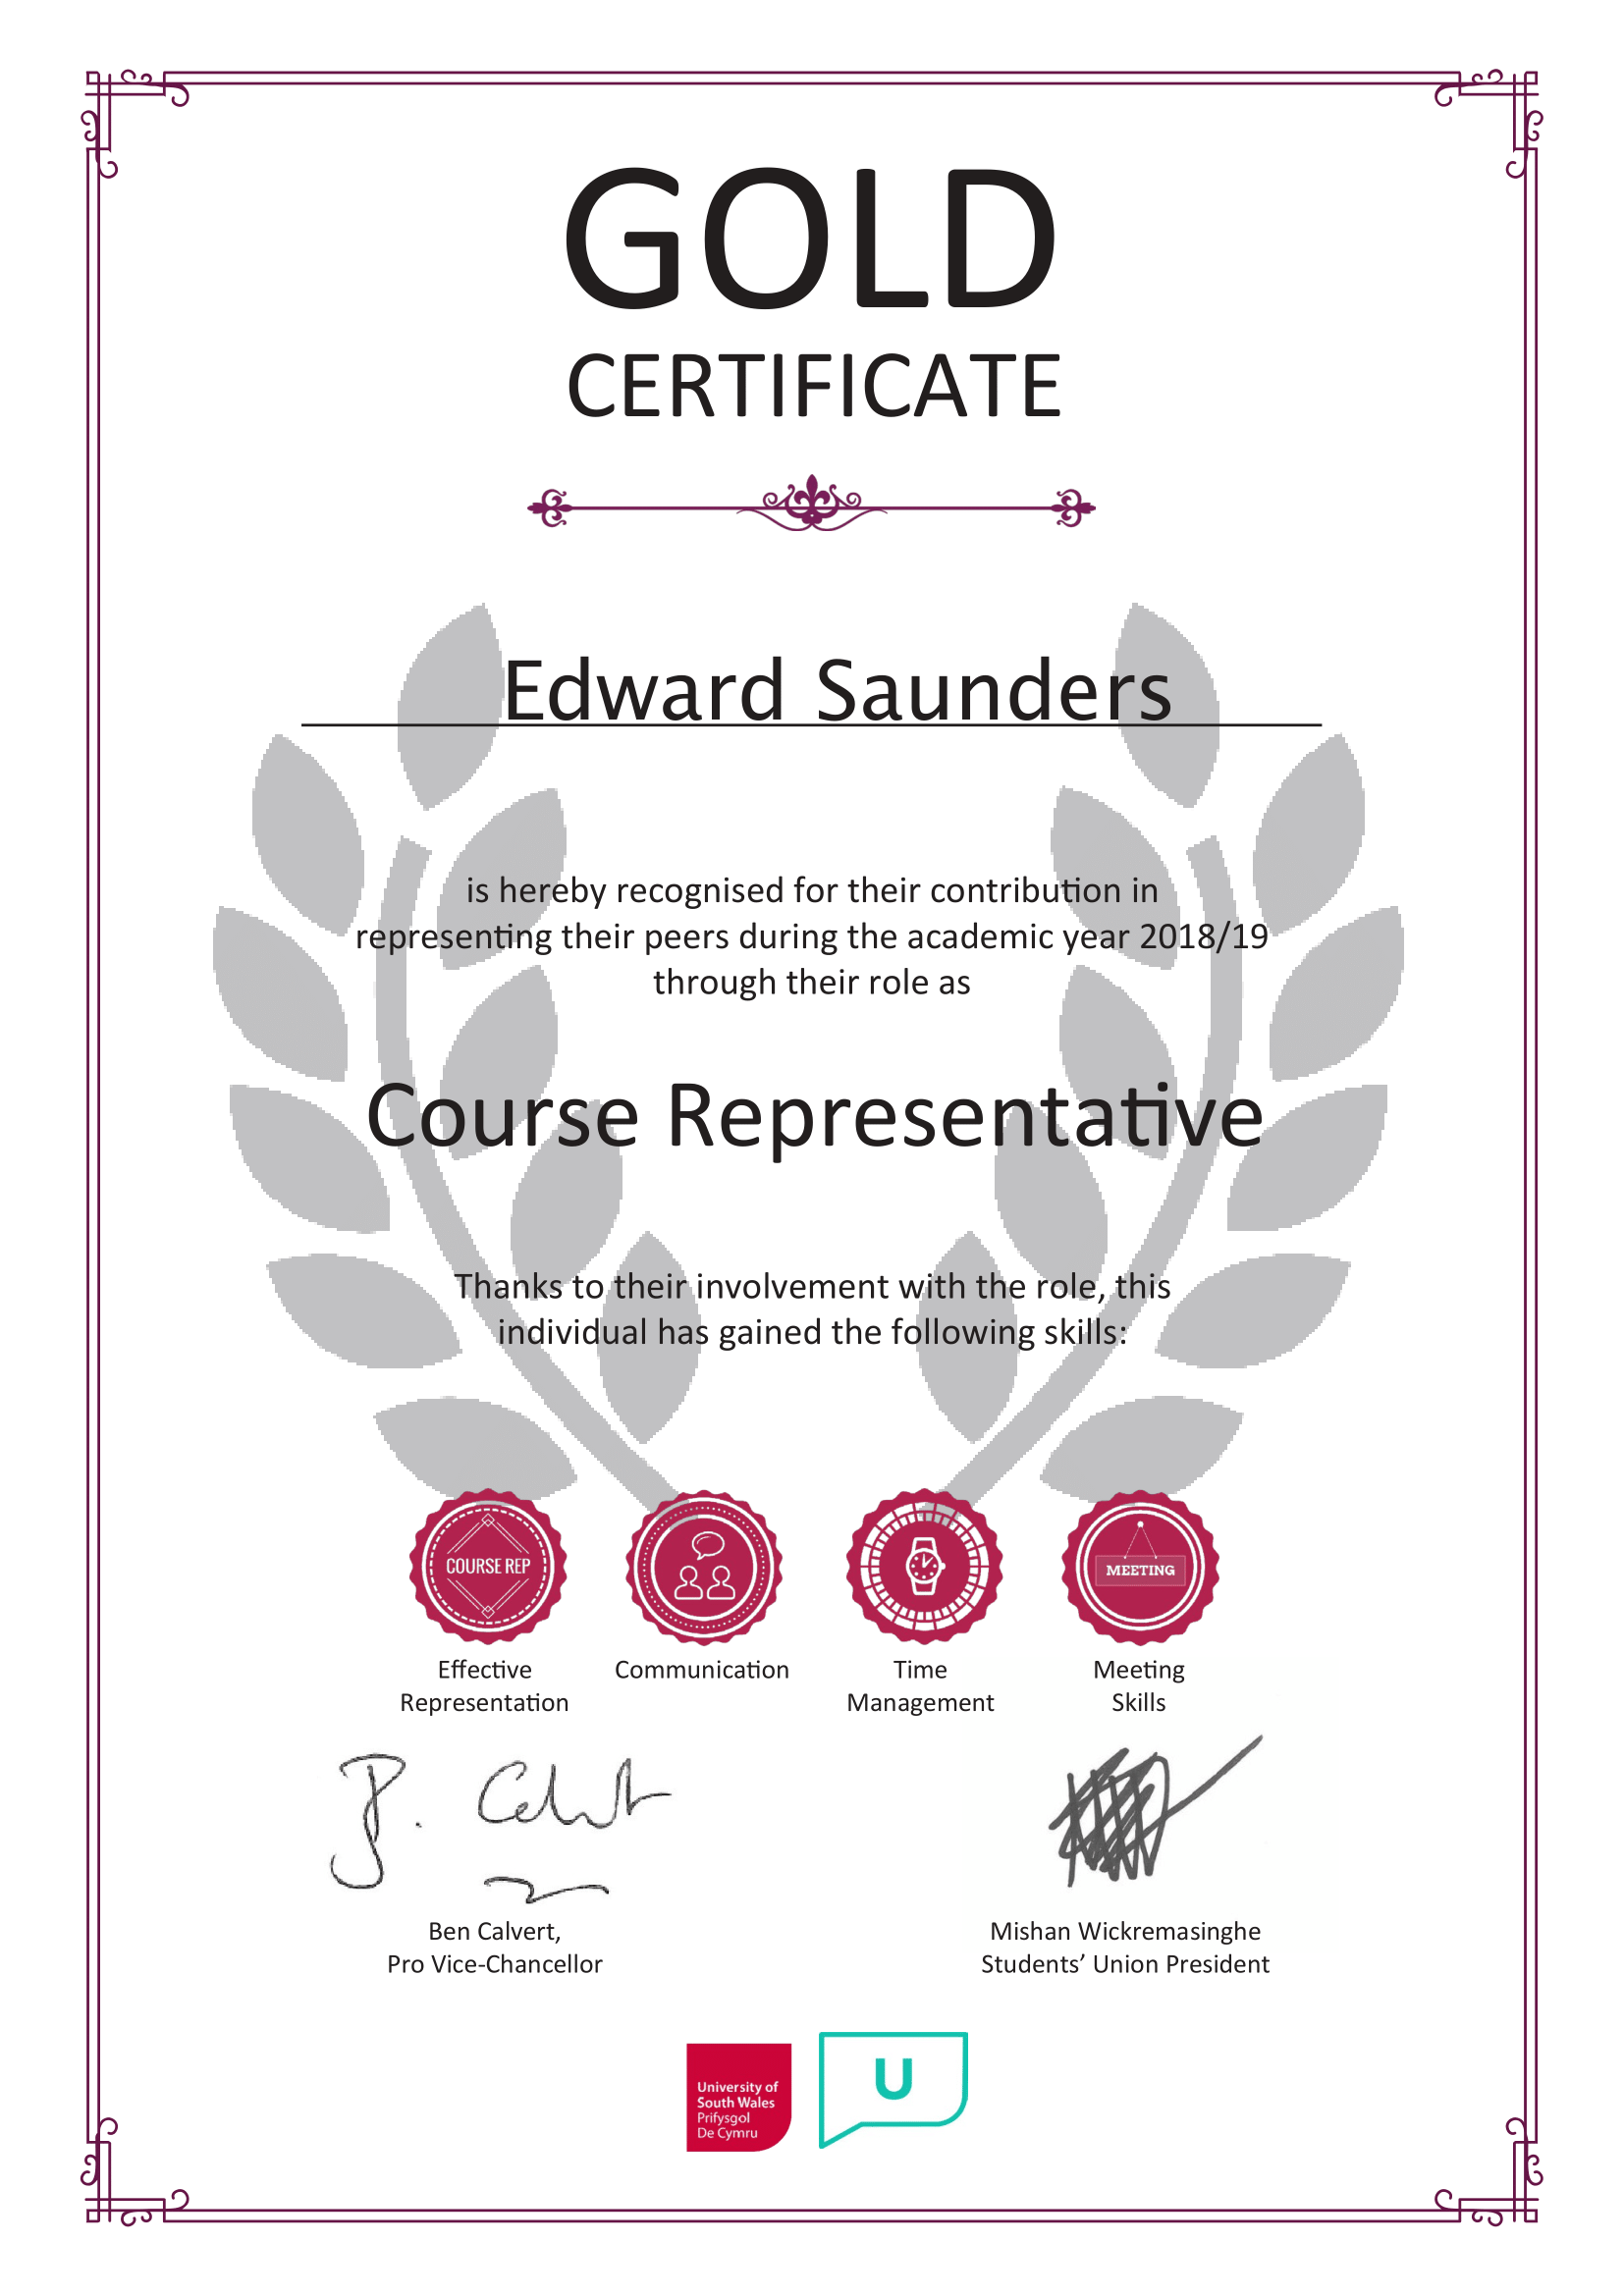 GOLD
CERTIFICATE
Edward Saunders
is hereby recognised for their contribution in
representing their peers during the academic year 2018/19
through their role as
Course Representative
Thanks to their involvement with the role, this
individual has gained the following skills:
COURSE REP
MEETING
Effective
Representation
Communication
Time
Management
Meeting
Skills
B. Calvert
Ben Calvert,
Pro Vice-Chancellor
Mishan Wickremasinghe
Students’ Union President
University of
South Wales
Prifysgol
De Cymru
U